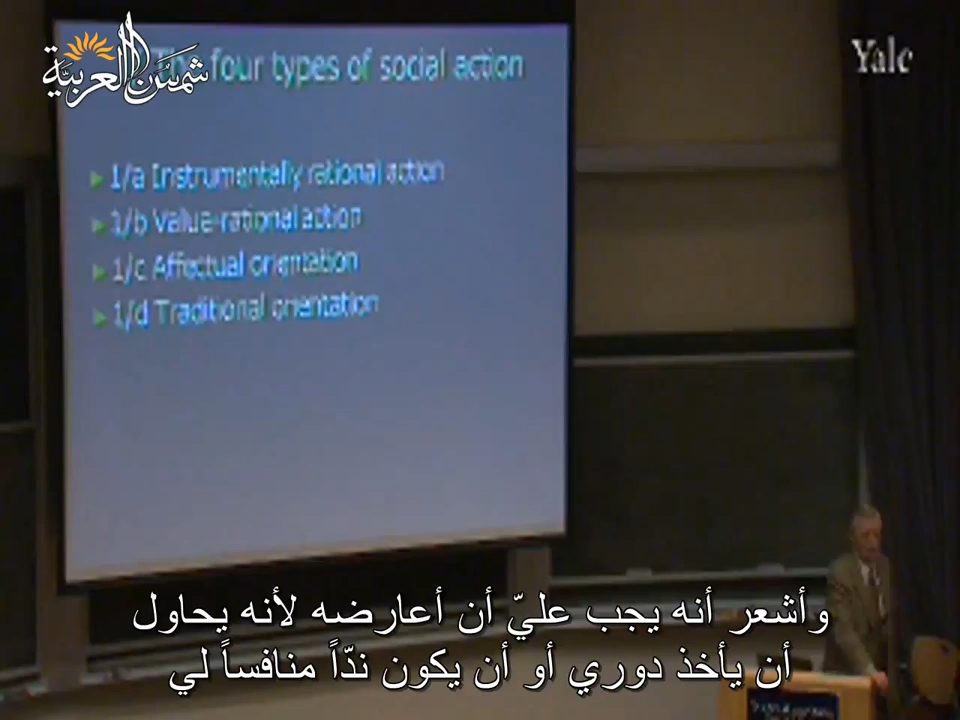 شمس العربية
The four types of social action
Yale
1/a Instrumentally rational action
1/b Value-rational action
1/c Affectual orientation
1/d Traditional orientation
وأشعر أنه يجب عليّ أن أعارضه لأنه يحاول
أن يأخذ دوري أو أن يكون ندّاً منافساً لي